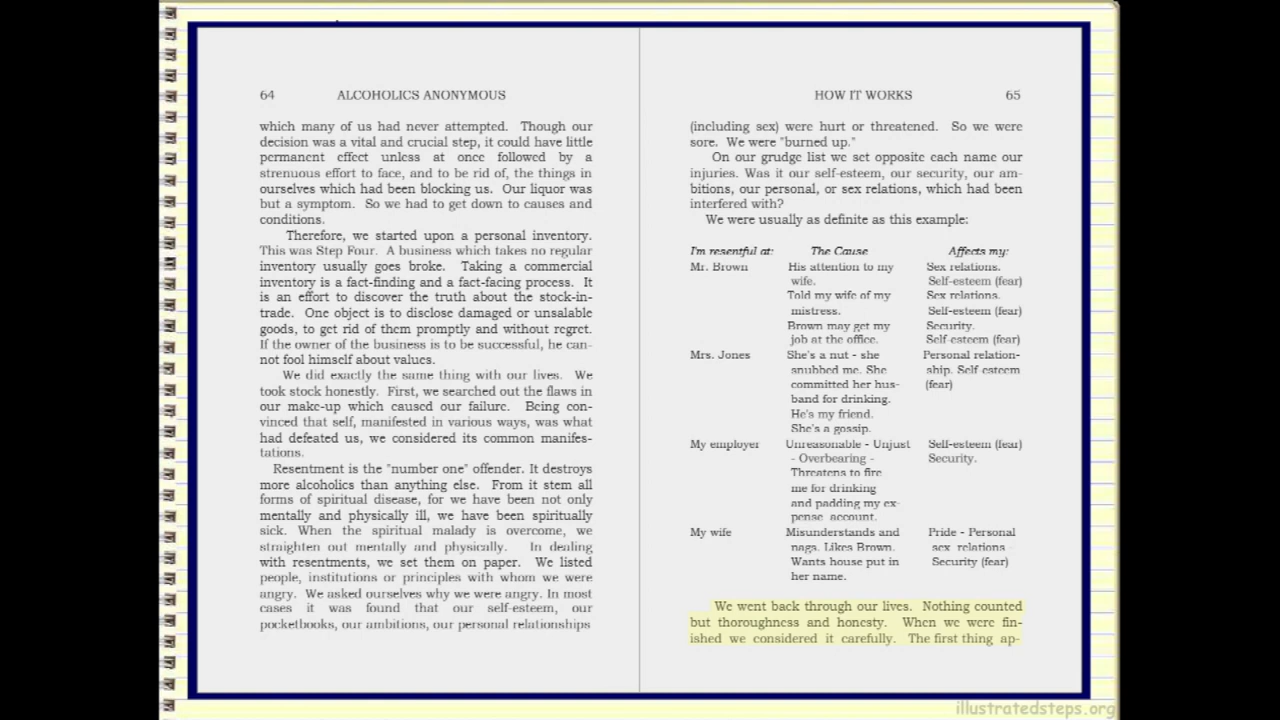 64 ALCOHOLICS ANONYMOUS
which many of us had never attempted. Though our
decision was a vital and crucial step, it could have little
permanent effect unless at once followed by a
strenuous effort to face, and to be rid of, the things in
ourselves which had been blocking us. Our liquor was
but a symptom. So we had to get down to causes and
conditions.
Therefore, we started upon a personal inventory.
This was Step Four. A business which takes no regular
inventory usually goes broke. Taking a commercial
inventory is a fact-finding and a fact-facing process. It
is an effort to discover the truth about the stock-in-
trade. One object is to disclose damaged or unsalable
goods, to get rid of them promptly and without regret.
If the owner of the business is to be successful, he can-
not fool himself about values.
We did exactly the same thing with our lives. We
took stock honestly. First, we searched out the flaws in
our make-up which caused our failure. Being con-
vinced that self, manifested in various ways, was what
had defeated us, we considered its common manifes-
tations.
Resentment is the "number one" offender. It destroys
more alcoholics than anything else. From it stem all
forms of spiritual disease, for we have been not only
mentally and physically ill, we have been spiritually
sick. When the spiritual malady is overcome, we
straighten out mentally and physically. In dealing
with resentments, we set them on paper. We listed
people, institutions or principles with whom we were
angry. We asked ourselves why we were angry. In most
cases it was found that our self-esteem, our
pocketbooks, our ambitions, our personal relationships
HOW IT WORKS 65
(including sex) were hurt or threatened. So we were
sore. We were "burned up."
On our grudge list we set opposite each name our
injuries. Was it our self-esteem, our security, our am-
bitions, our personal, or sex relations, which had been
interfered with?
We were usually as definite as this example:
I'm resentful at: The Cause Affects my:
Mr. Brown His attention to my Sex relations.
wife. Self-esteem (fear)
Told my wife of my Sex relations.
mistress. Self-esteem (fear)
Brown may get my Security.
job at the office. Self-esteem (fear)
Mrs. Jones She's a nut - she Personal relation-
snubbed me. She ship. Self-esteem
committed her hus- (fear)
band for drinking.
He's my friend.
She's a gossip.
My employer Unreasonable - Unjust Self-esteem (fear)
- Overbearing - Security.
Threatens to fire
me for drinking
and padding my ex-
pense account.
My wife Misunderstands and Pride - Personal
nags. Likes Brown. sex relations -
Wants house put in Security (fear)
her name.
We went back through our lives. Nothing counted
but thoroughness and honesty. When we were fin-
ished we considered it carefully. The first thing ap-
illustratedsteps.org